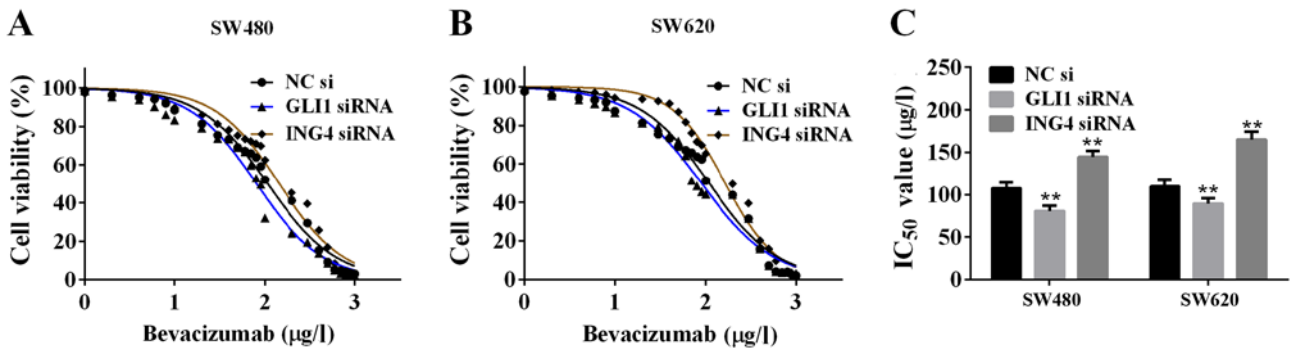 A
SW480
Cell viability (%)
100
80
60
40
20
0
NC si
GLI1 siRNA
ING4 siRNA
0 1 2 3
Bevacizumab (μg/l)
B
SW620
Cell viability (%)
100
80
60
40
20
0
NC si
GLI1 siRNA
ING4 siRNA
0 1 2 3
Bevacizumab (μg/l)
C
IC50 value (μg/l)
250
200
150
100
50
0
NC si
GLI1 siRNA
ING4 siRNA
** ** ** **
SW480 SW620